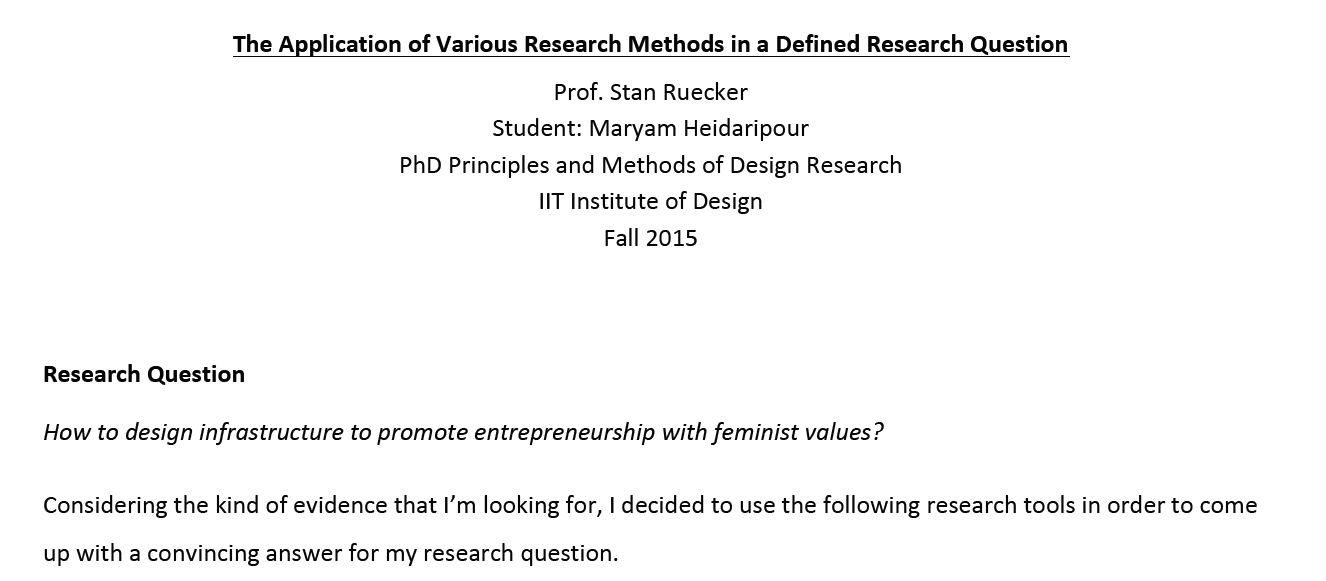 The Application of Various Research Methods in a Defined Research Question
Prof. Stan Ruecker
Student: Maryam Heidaripour
PhD Principles and Methods of Design Research
IIT Institute of Design
Fall 2015
Research Question
How to design infrastructure to promote entrepreneurship with feminist values?
Considering the kind of evidence that I’m looking for, I decided to use the following research tools in order to come
up with a convincing answer for my research question.